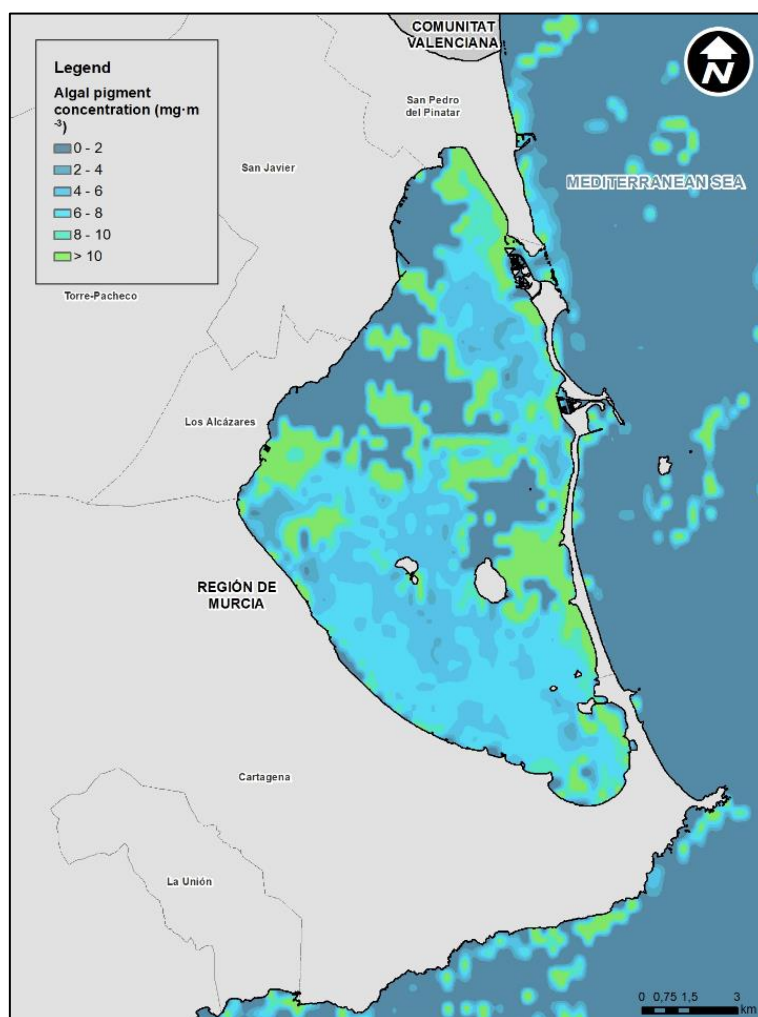 COMUNITAT
VALENCIANA
Legend
Algal pigment
concentration (mg·m
-3)
0 - 2
2 - 4
4 - 6
6 - 8
8 - 10
> 10
N
San Pedro
del Pinatar
San Javier
MEDITERRANEAN SEA
Torre-Pacheco
Los Alcázares
REGIÓN DE
MURCIA
Cartagena
La Unión
0 0,75 1,5 3
km